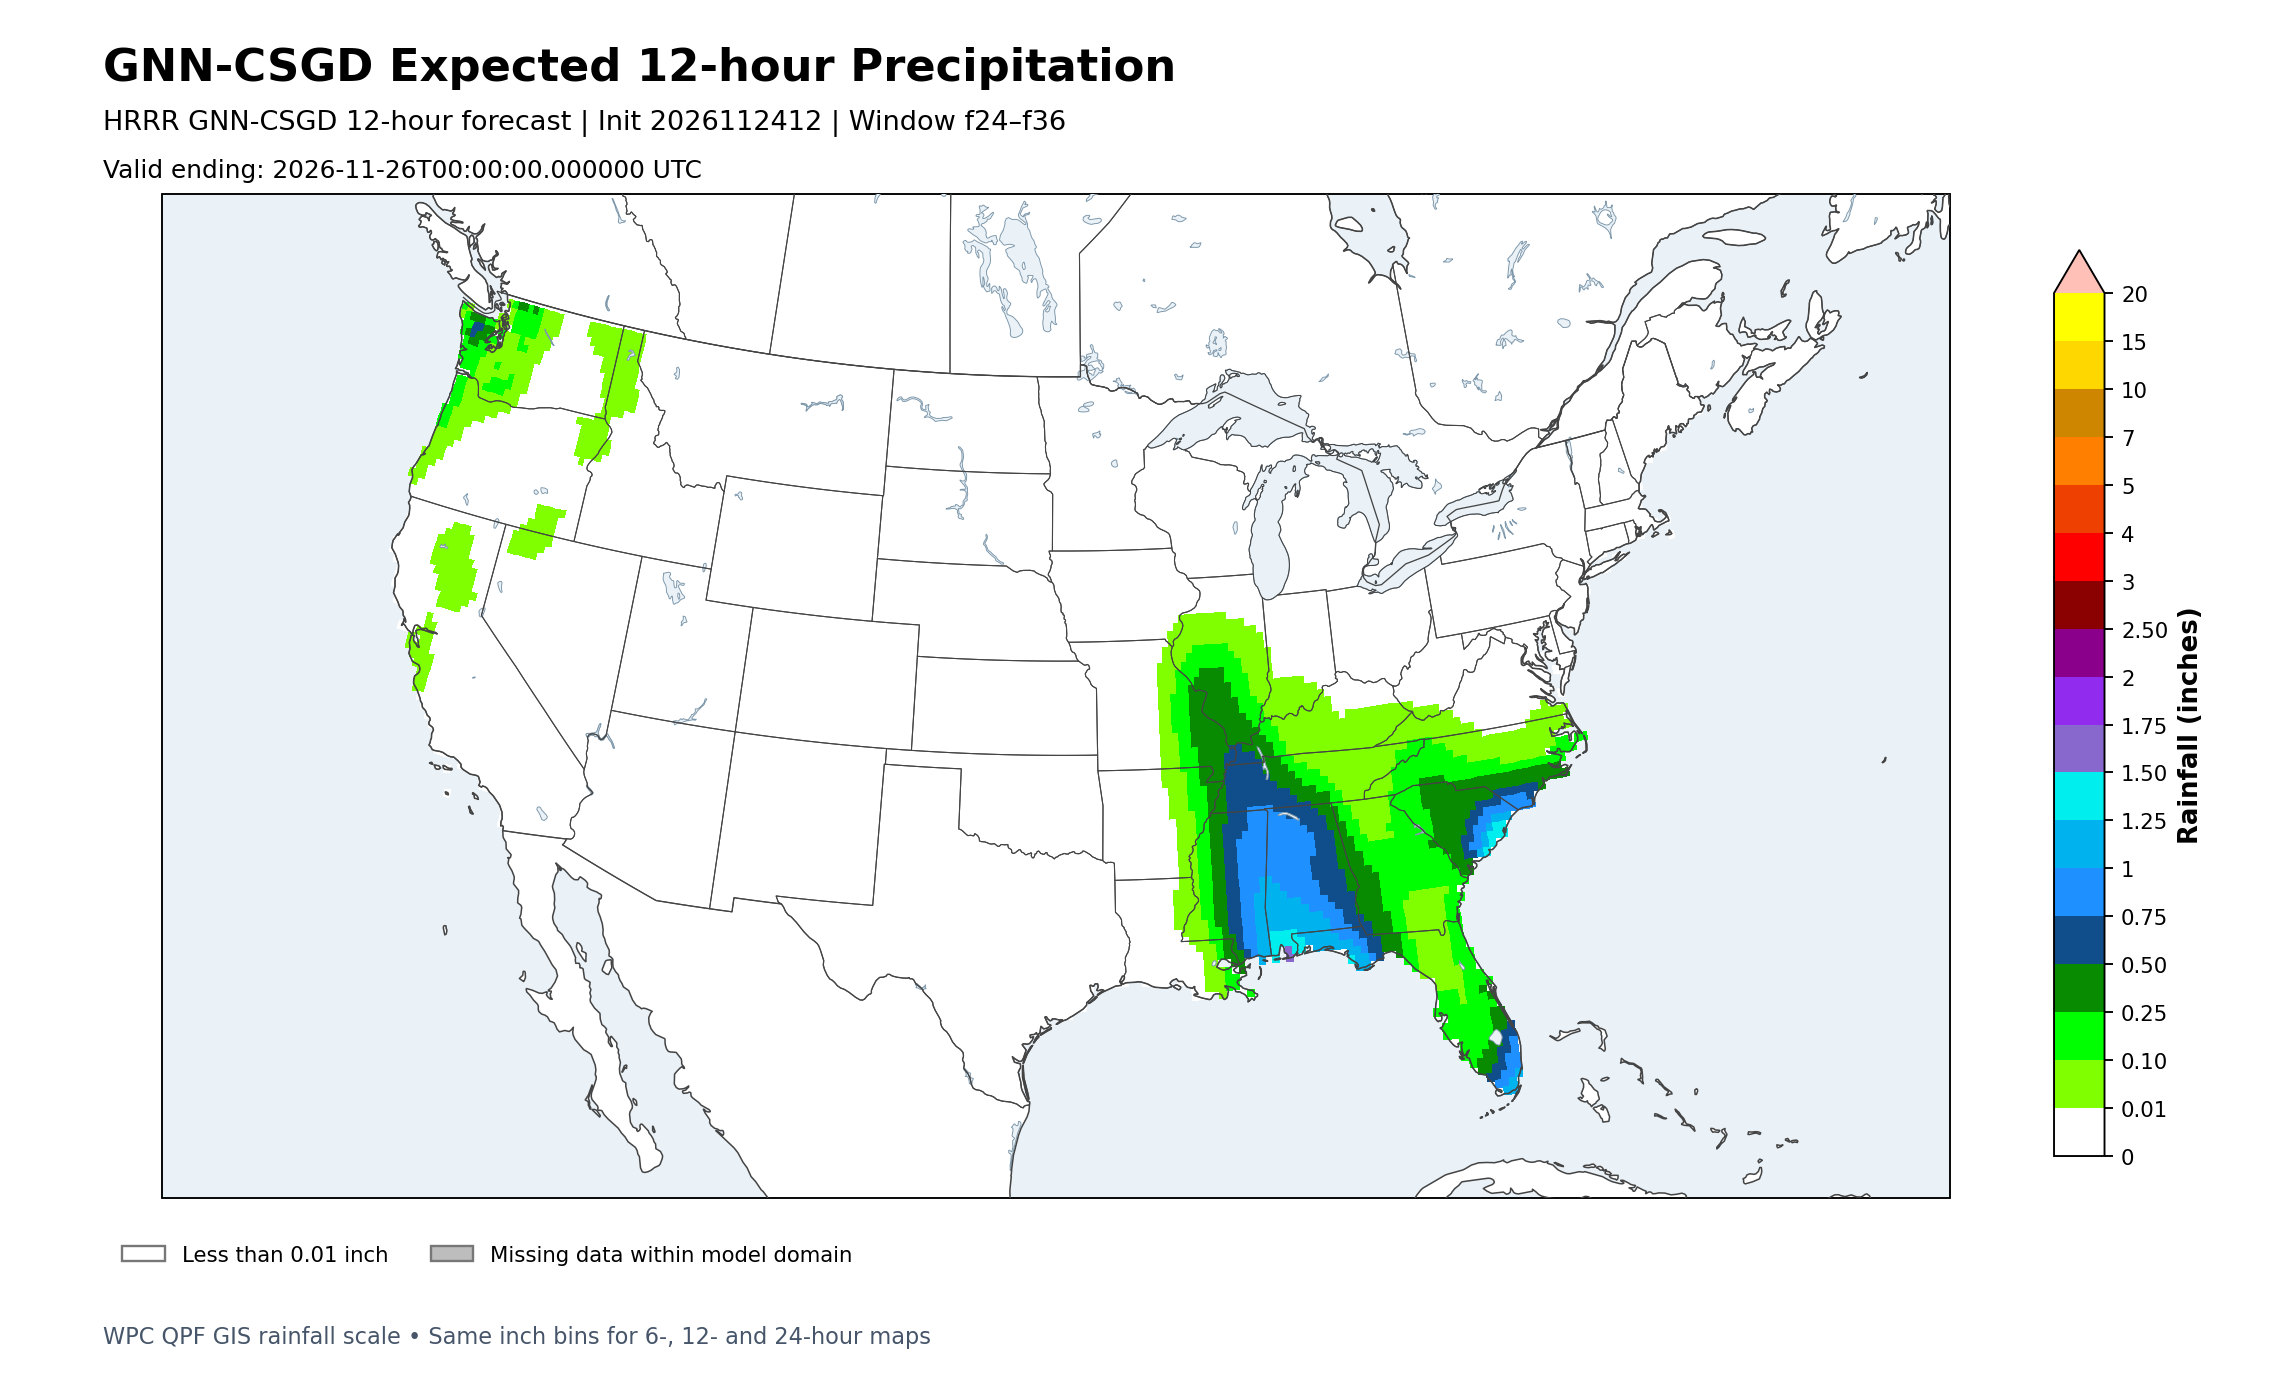 GNN-CSGD Expected 12-hour Precipitation
HRRR GNN-CSGD 12-hour forecast | Init 2026112412 | Window f24–f36
Valid ending: 2026-11-26T00:00:00.000000 UTC
20
15
10
7
5
4
3
2.50
2
1.75
1.50
1.25
1
0.75
0.50
0.25
0.10
0.01
0
Rainfall (inches)
Less than 0.01 inch
Missing data within model domain
WPC QPF GIS rainfall scale • Same inch bins for 6-, 12- and 24-hour maps